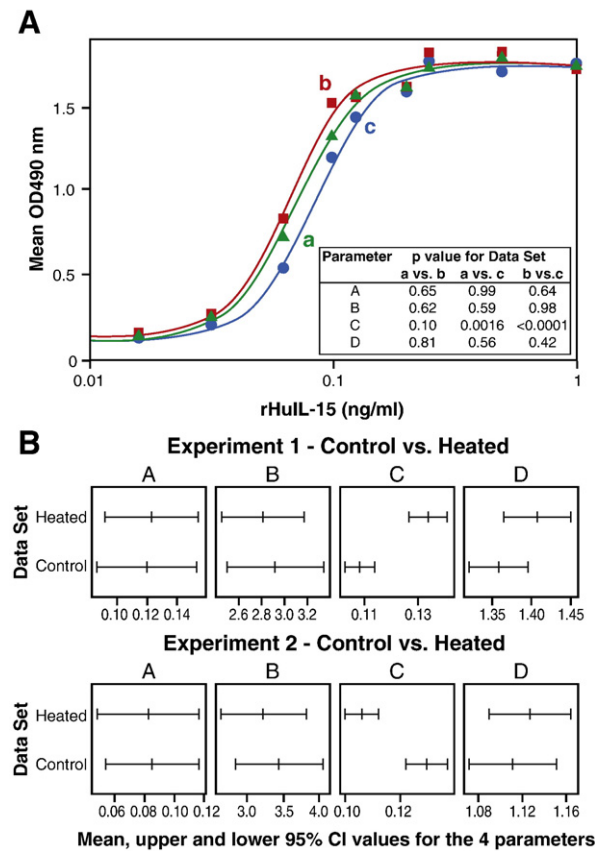 A
Mean OD490 nm
1.5
1.0
0.5
0
b
c
a
Parameter p value for Data Set
a vs. b a vs. c b vs.c
A 0.65 0.99 0.64
B 0.62 0.59 0.98
C 0.10 0.0016 <0.0001
D 0.81 0.56 0.42
0.01 0.1 1
rHuIL-15 (ng/ml)
B
Experiment 1 - Control vs. Heated
A B C D
Data Set
Heated
Control
0.10 0.12 0.14 2.6 2.8 3.0 3.2 0.11 0.13 1.35 1.40 1.45
Experiment 2 - Control vs. Heated
A B C D
Data Set
Heated
Control
0.06 0.08 0.10 0.12 3.0 3.5 4.0 0.10 0.12 1.08 1.12 1.16
Mean, upper and lower 95% CI values for the 4 parameters